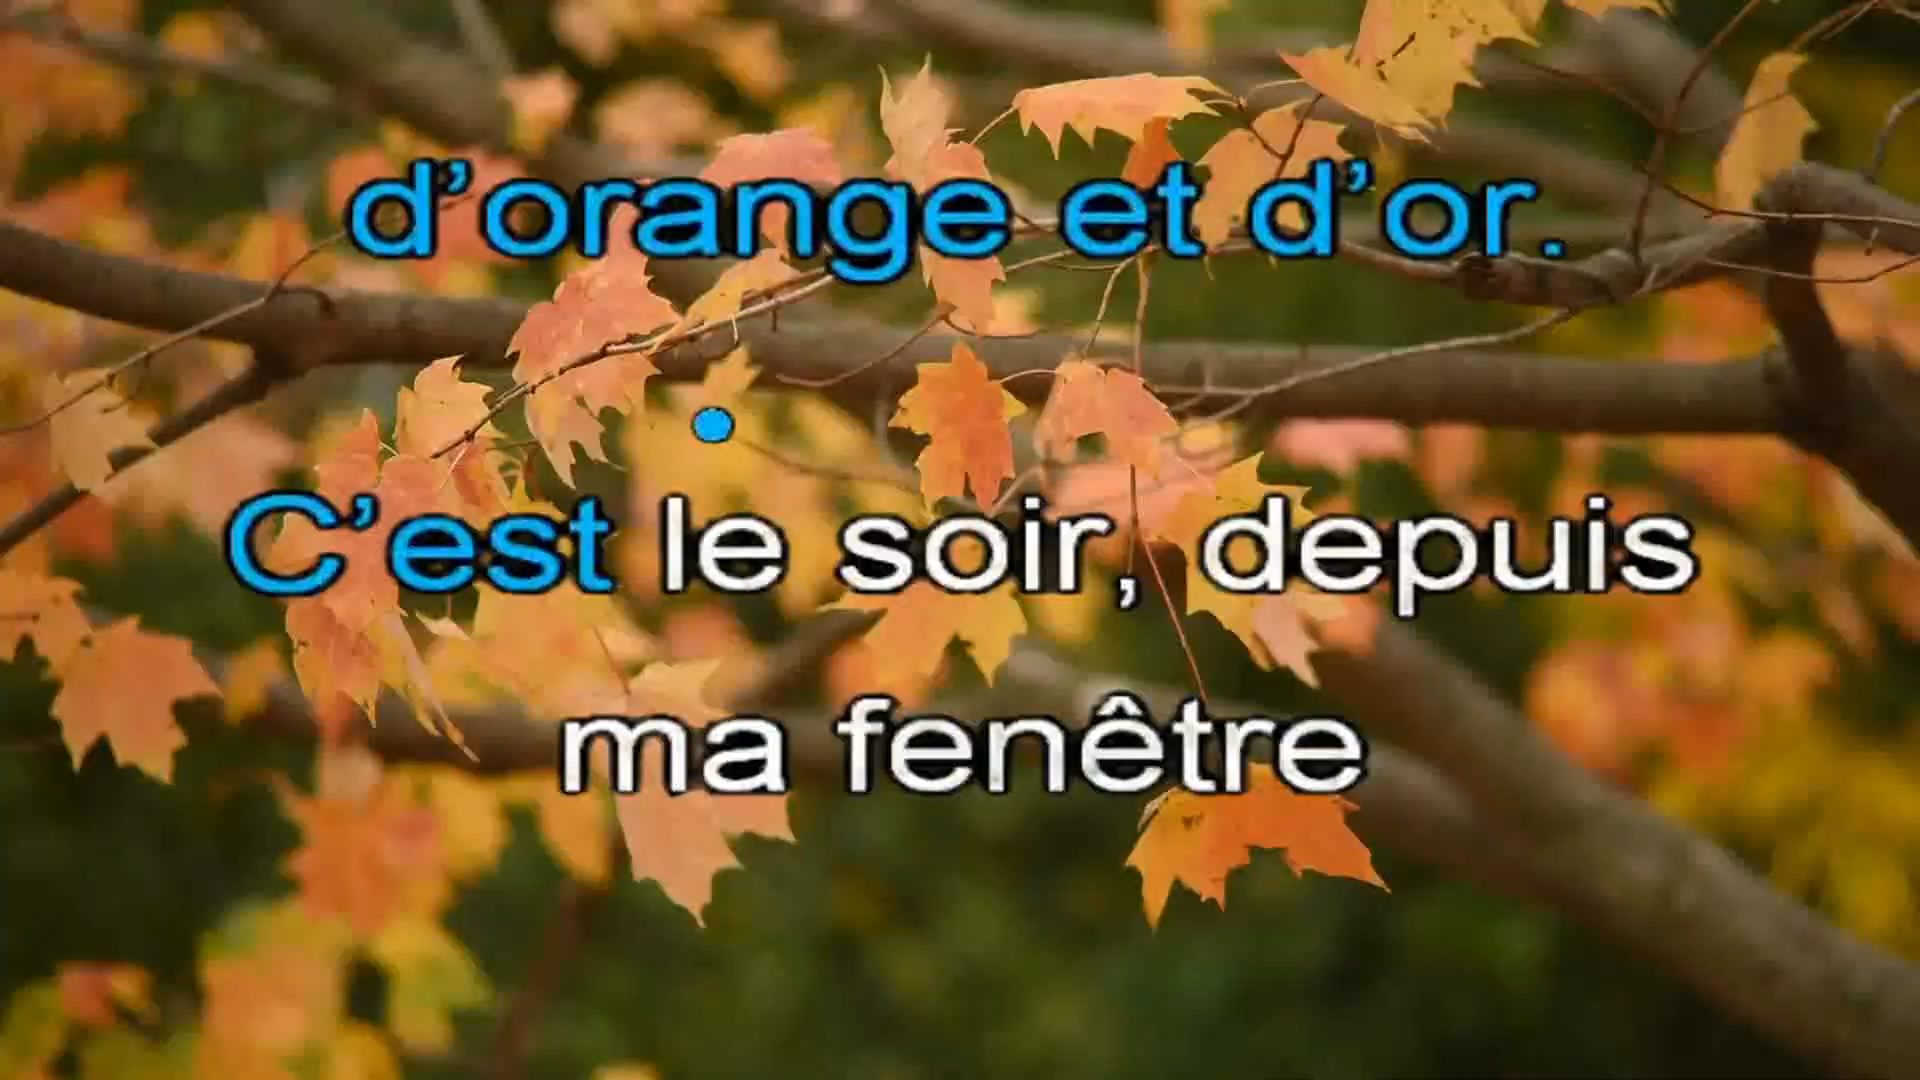 d’orange et d’or.
C’est le soir, depuis
ma fenêtre